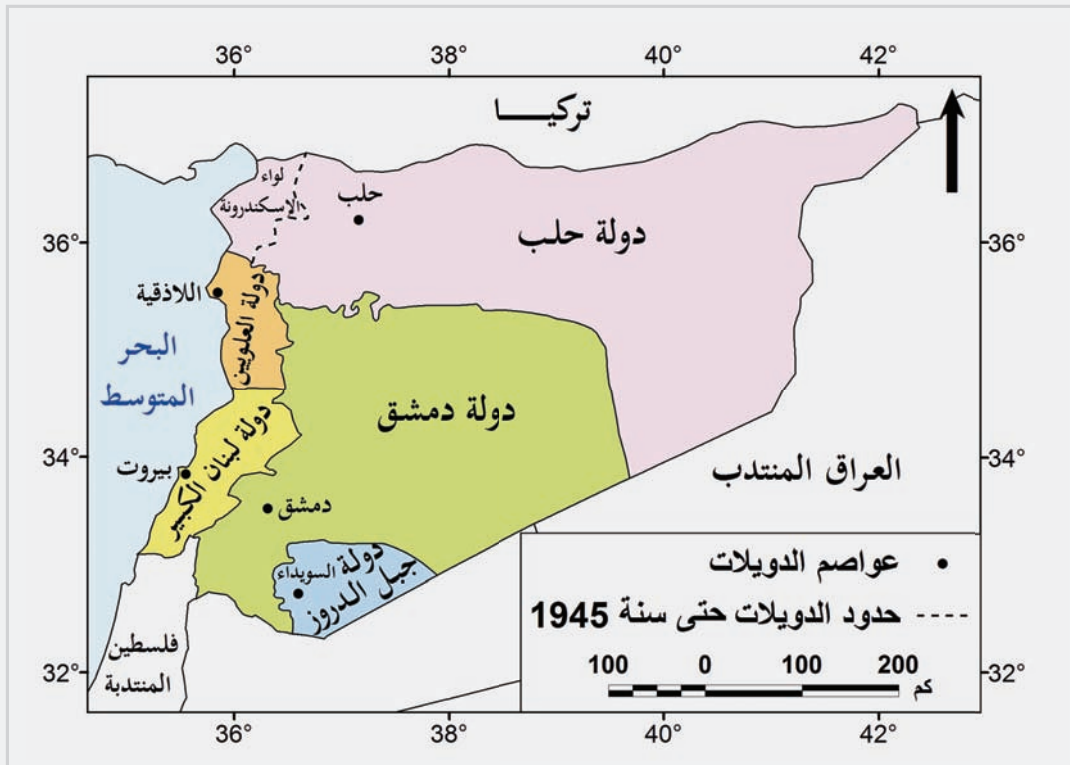 36° 38° 40° 42°
تركيـــا
لواء
الإسكندرونة
حلب
دولة حلب
36° 36°
اللاذقية
دولة العلويين
البحر
المتوسط
دولة دمشق
دولة لبنان الكبير
بيروت
34° 34°
العراق المنتدب
دمشق
دولة
السويداء
جبل الدروز
فلسطين
المنتدبة
32° 32°
عواصم الدويلات
حدود الدويلات حتى سنة 1945
100 0 100 200
كم
36° 38° 40° 42°